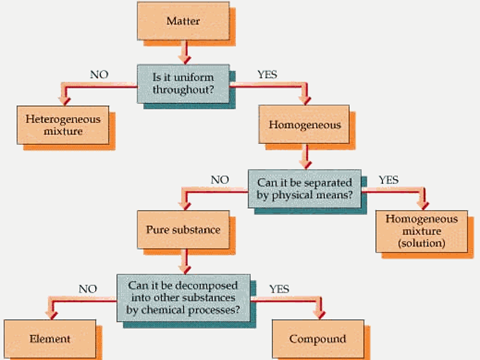 Matter
NO
Is it uniform
throughout?
YES
Heterogeneous
mixture
Homogeneous
NO
Can it be separated
by physical means?
YES
Pure substance
Homogeneous
mixture
(solution)
NO
Can it be decomposed
into other substances
by chemical processes?
YES
Element
Compound